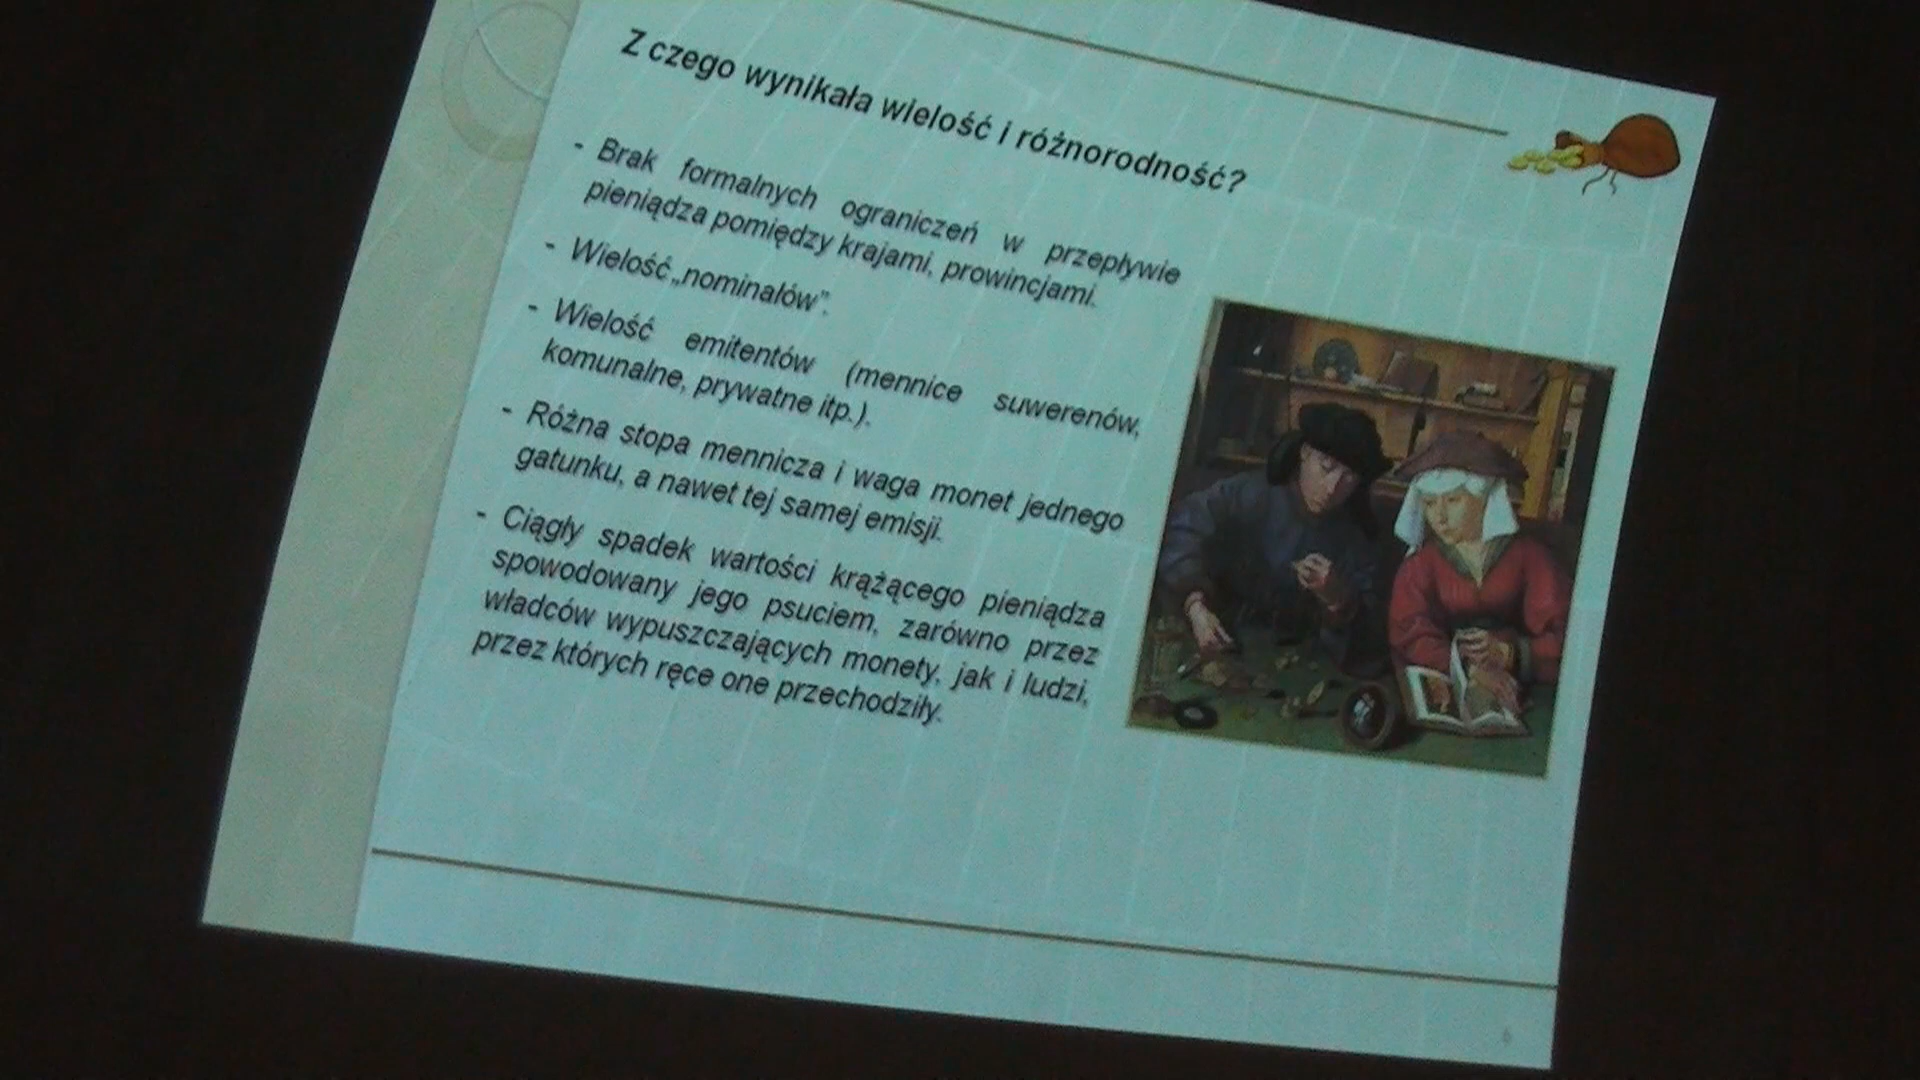 Z czego wynikała wielość i różnorodność?
- Brak formalnych ograniczeń w przepływie
pieniądza pomiędzy krajami, prowincjami.
- Wielość „nominałów”.
- Wielość emitentów (mennice suwerenów,
komunalne, prywatne itp.).
- Różna stopa mennicza i waga monet jednego
gatunku, a nawet tej samej emisji.
- Ciągły spadek wartości krążącego pieniądza
spowodowany jego psuciem, zarówno przez
władców wypuszczających monety, jak i ludzi,
przez których ręce one przechodziły.
6